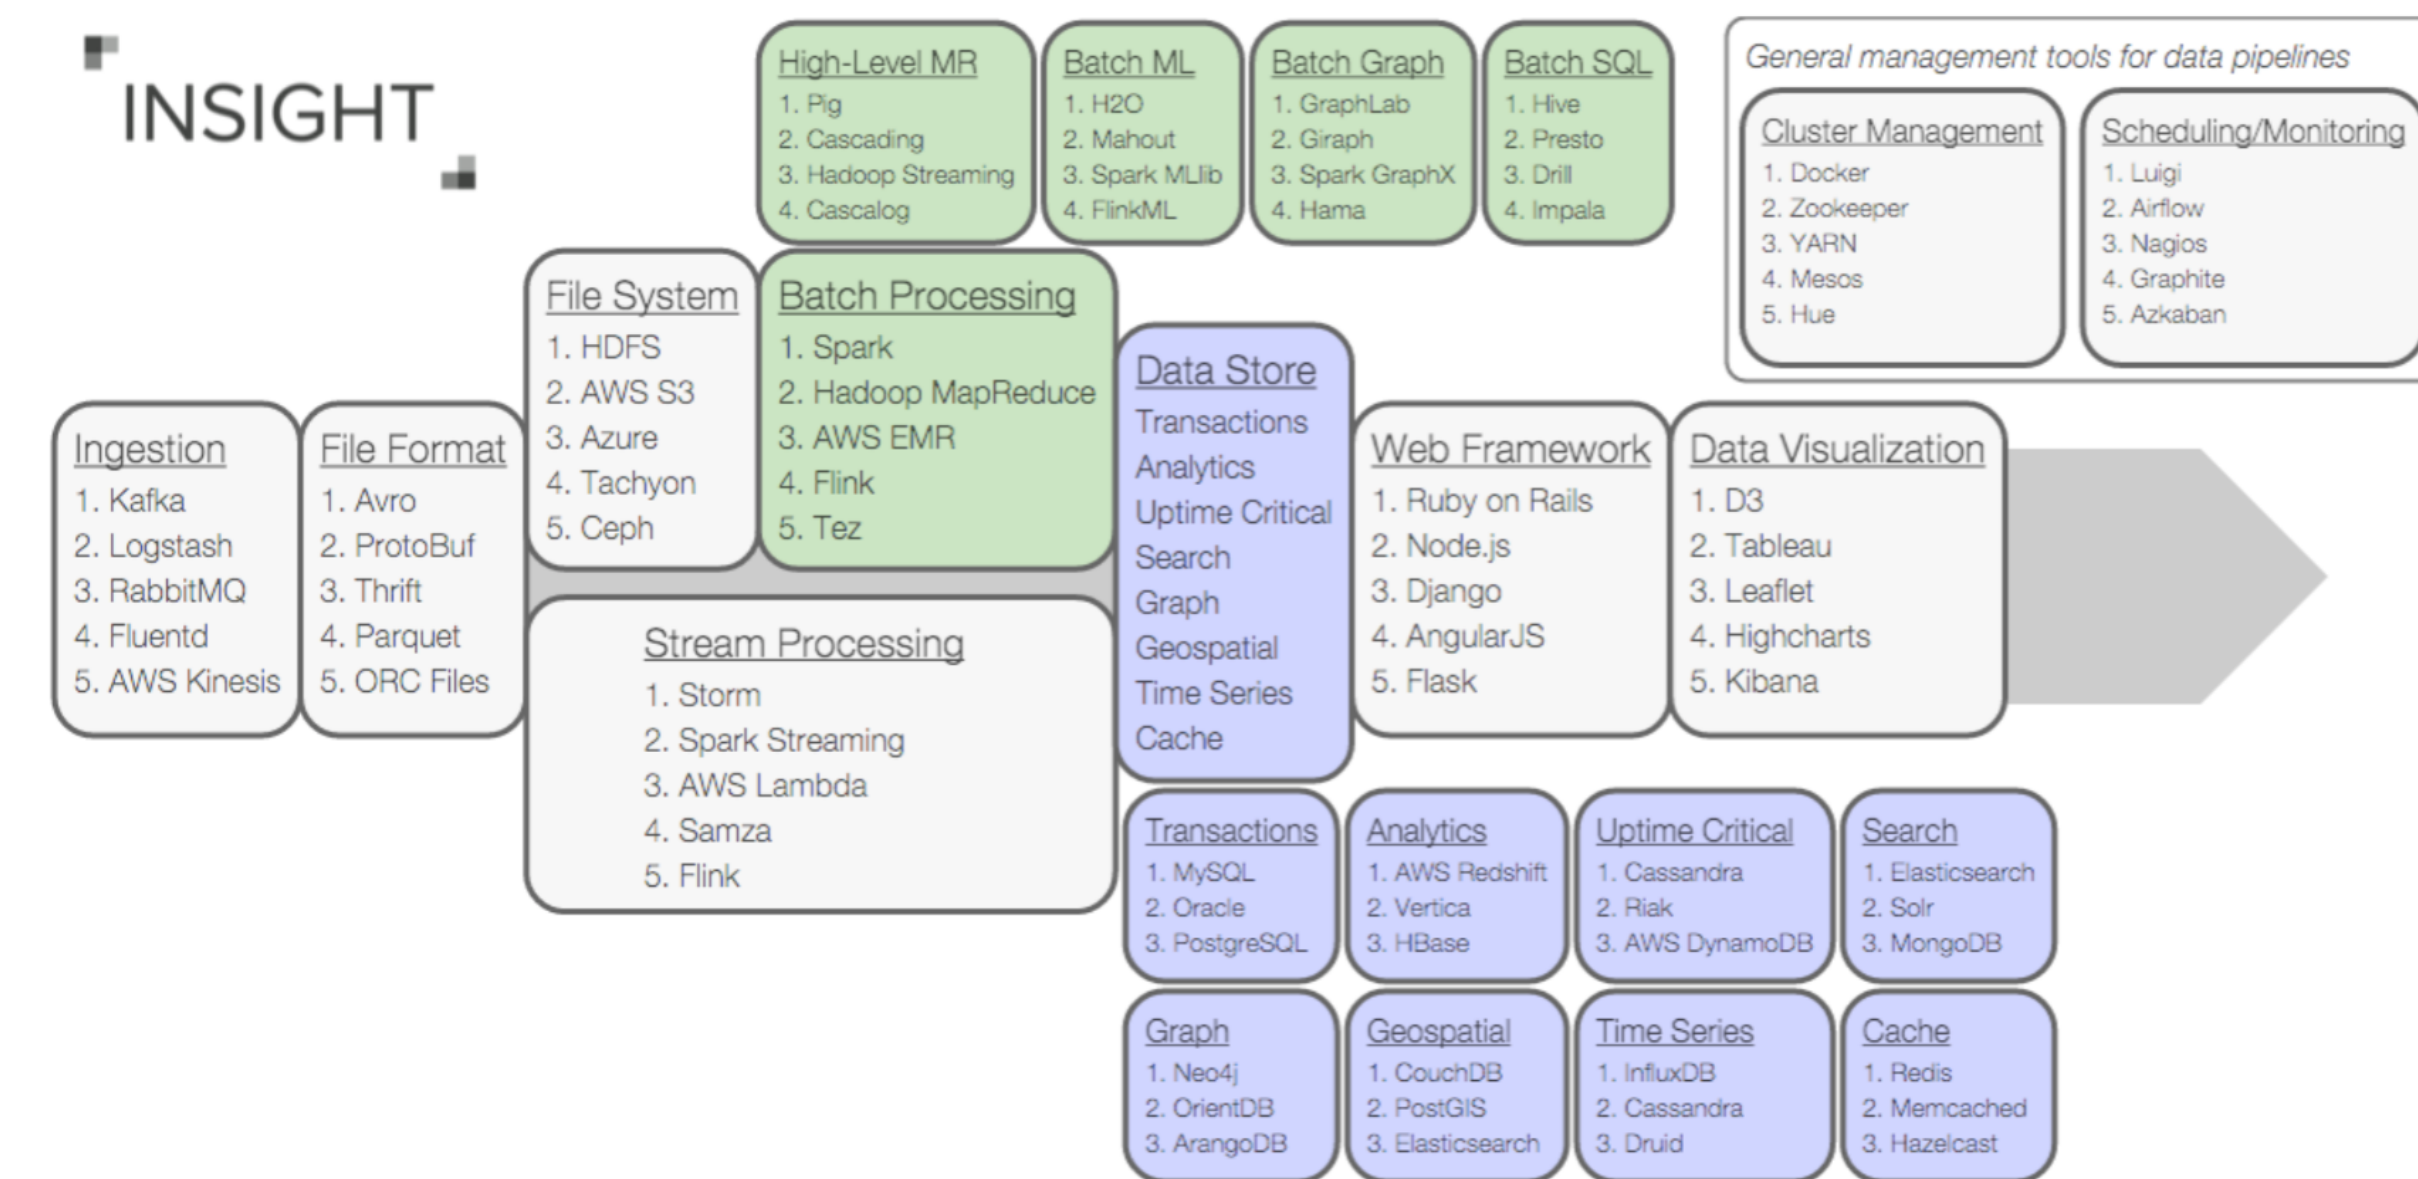 INSIGHT
High-Level MR
1. Pig
2. Cascading
3. Hadoop Streaming
4. Cascalog
Batch ML
1. H2O
2. Mahout
3. Spark MLlib
4. FlinkML
Batch Graph
1. GraphLab
2. Giraph
3. Spark GraphX
4. Hama
Batch SQL
1. Hive
2. Presto
3. Drill
4. Impala
General management tools for data pipelines
Cluster Management
1. Docker
2. Zookeeper
3. YARN
4. Mesos
5. Hue
Scheduling/Monitoring
1. Luigi
2. Airflow
3. Nagios
4. Graphite
5. Azkaban
Ingestion
1. Kafka
2. Logstash
3. RabbitMQ
4. Fluentd
5. AWS Kinesis
File Format
1. Avro
2. ProtoBuf
3. Thrift
4. Parquet
5. ORC Files
File System
1. HDFS
2. AWS S3
3. Azure
4. Tachyon
5. Ceph
Batch Processing
1. Spark
2. Hadoop MapReduce
3. AWS EMR
4. Flink
5. Tez
Stream Processing
1. Storm
2. Spark Streaming
3. AWS Lambda
4. Samza
5. Flink
Data Store
Transactions
Analytics
Uptime Critical
Search
Graph
Geospatial
Time Series
Cache
Web Framework
1. Ruby on Rails
2. Node.js
3. Django
4. AngularJS
5. Flask
Data Visualization
1. D3
2. Tableau
3. Leaflet
4. Highcharts
5. Kibana
Transactions
1. MySQL
2. Oracle
3. PostgreSQL
Analytics
1. AWS Redshift
2. Vertica
3. HBase
Uptime Critical
1. Cassandra
2. Riak
3. AWS DynamoDB
Search
1. Elasticsearch
2. Solr
3. MongoDB
Graph
1. Neo4j
2. OrientDB
3. ArangoDB
Geospatial
1. CouchDB
2. PostGIS
3. Elasticsearch
Time Series
1. InfluxDB
2. Cassandra
3. Druid
Cache
1. Redis
2. Memcached
3. Hazelcast